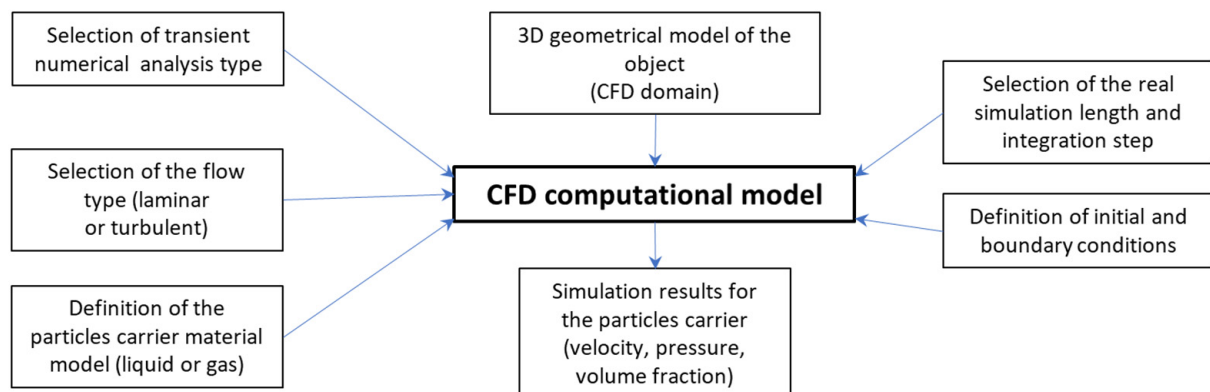 Selection of transient
numerical analysis type
3D geometrical model of the
object
(CFD domain)
Selection of the real
simulation length and
integration step
Selection of the flow
type (laminar
or turbulent)
CFD computational model
Definition of initial and
boundary conditions
Definition of the
particles carrier material
model (liquid or gas)
Simulation results for
the particles carrier
(velocity, pressure,
volume fraction)